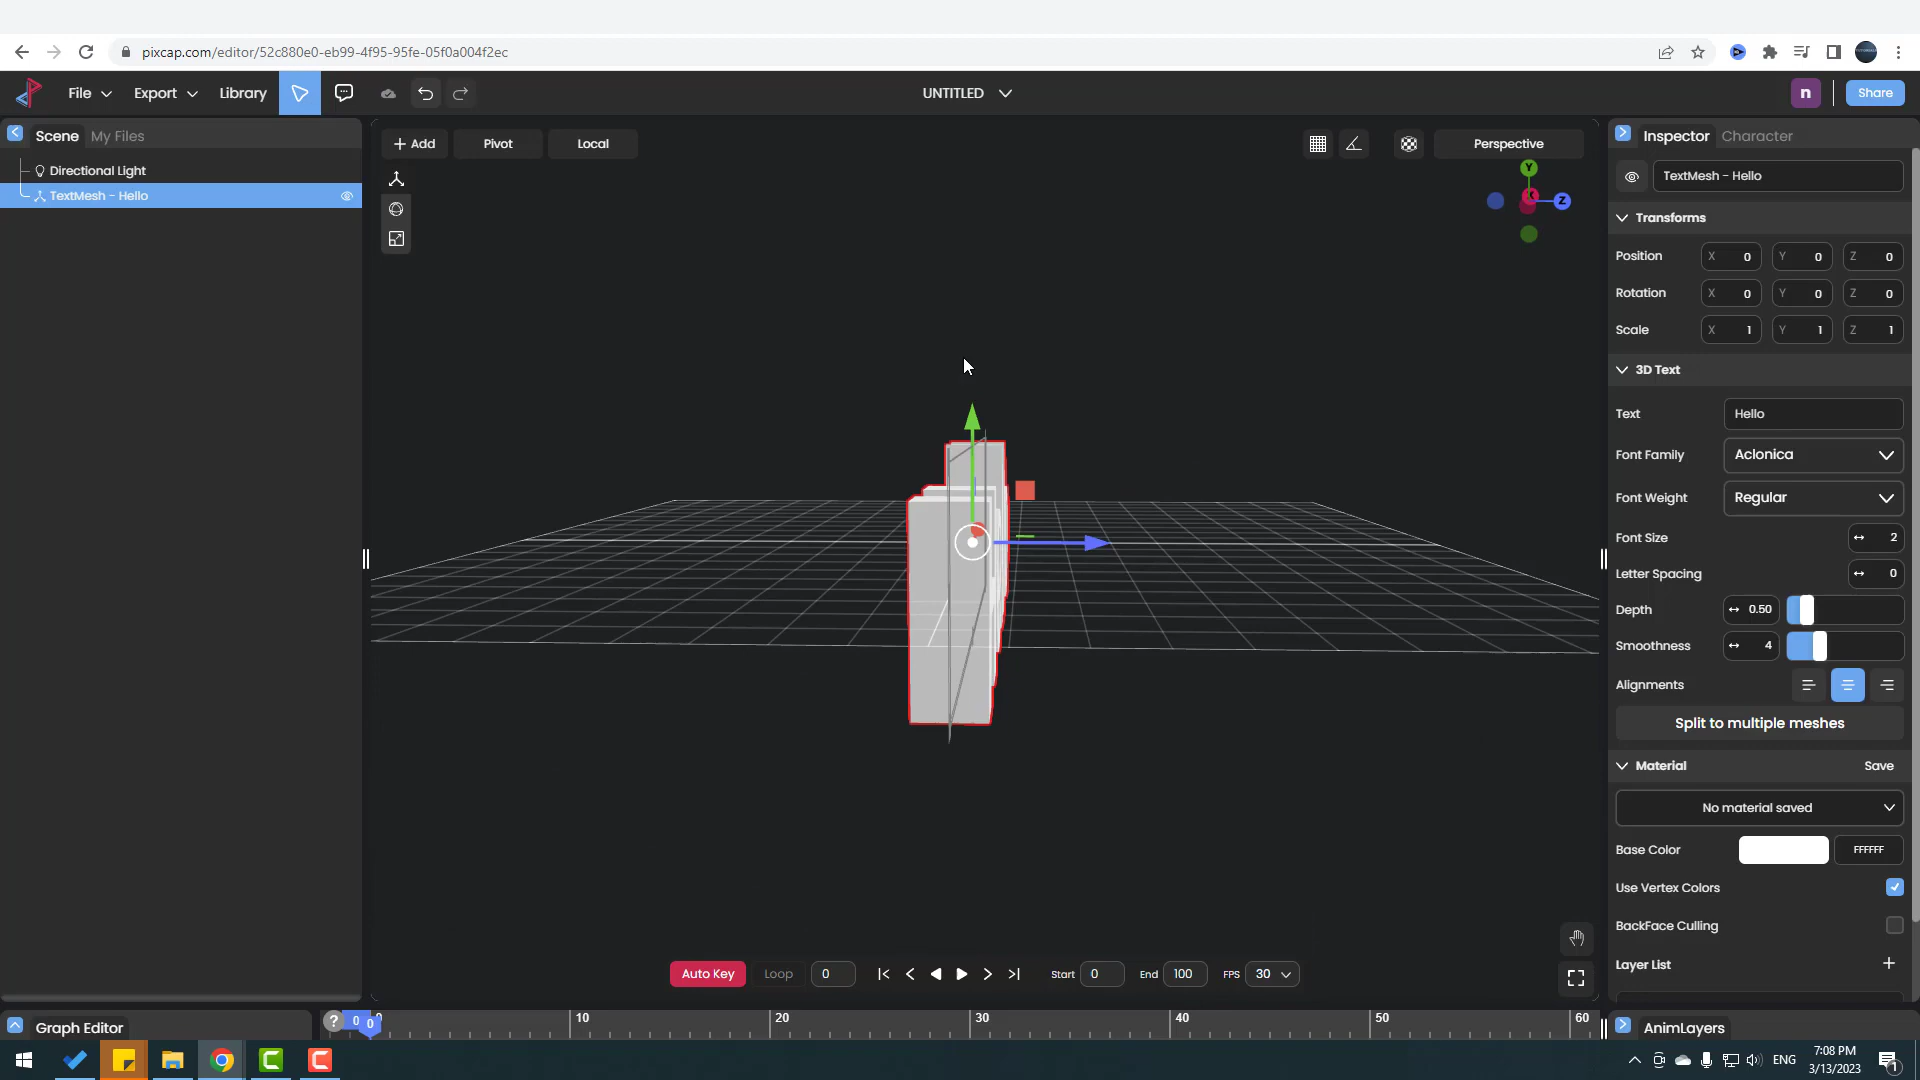 pixcap.com/editor/52c880e0-eb99-4f95-95fe-05f0a004f2ec
File Export Library UNTITLED n Share
Scene My Files
Directional Light
TextMesh - Hello
+ Add Pivot Local Perspective
Y
Z
Inspector Character
TextMesh - Hello
Transforms
Position X 0 Y 0 Z 0
Rotation X 0 Y 0 Z 0
Scale X 1 Y 1 Z 1
3D Text
Text Hello
Font Family Aclonica
Font Weight Regular
Font Size 2
Letter Spacing 0
Depth 0.50
Smoothness 4
Alignments
Split to multiple meshes
Material Save
No material saved
Base Color FFFFFF
Use Vertex Colors
BackFace Culling
Layer List +
Auto Key Loop 0 Start 0 End 100 FPS 30
Graph Editor ? 0 0 10 20 30 40 50 60 AnimLayers
ENG 7:08 PM
3/13/2023 1